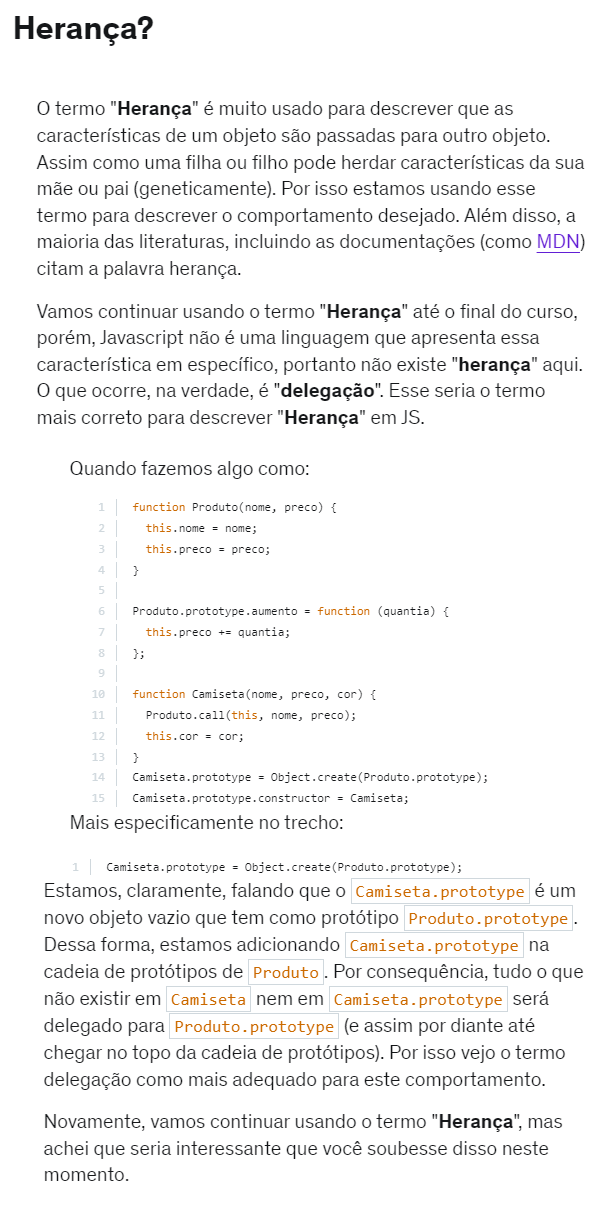 Herança?
O termo "Herança" é muito usado para descrever que as
características de um objeto são passadas para outro objeto.
Assim como uma filha ou filho pode herdar características da sua
mãe ou pai (geneticamente). Por isso estamos usando esse
termo para descrever o comportamento desejado. Além disso, a
maioria das literaturas, incluindo as documentações (como MDN)
citam a palavra herança.
Vamos continuar usando o termo "Herança" até o final do curso,
porém, Javascript não é uma linguagem que apresenta essa
característica em específico, portanto não existe "herança" aqui.
O que ocorre, na verdade, é "delegação". Esse seria o termo
mais correto para descrever "Herança" em JS.
Quando fazemos algo como:
1 function Produto(nome, preco) {
2   this.nome = nome;
3   this.preco = preco;
4 }
5
6 Produto.prototype.aumento = function (quantia) {
7   this.preco += quantia;
8 };
9
10 function Camiseta(nome, preco, cor) {
11   Produto.call(this, nome, preco);
12   this.cor = cor;
13 }
14 Camiseta.prototype = Object.create(Produto.prototype);
15 Camiseta.prototype.constructor = Camiseta;
Mais especificamente no trecho:
1 Camiseta.prototype = Object.create(Produto.prototype);
Estamos, claramente, falando que o Camiseta.prototype é um
novo objeto vazio que tem como protótipo Produto.prototype.
Dessa forma, estamos adicionando Camiseta.prototype na
cadeia de protótipos de Produto. Por consequência, tudo o que
não existir em Camiseta nem em Camiseta.prototype será
delegado para Produto.prototype (e assim por diante até
chegar no topo da cadeia de protótipos). Por isso vejo o termo
delegação como mais adequado para este comportamento.
Novamente, vamos continuar usando o termo "Herança", mas
achei que seria interessante que você soubesse disso neste
momento.